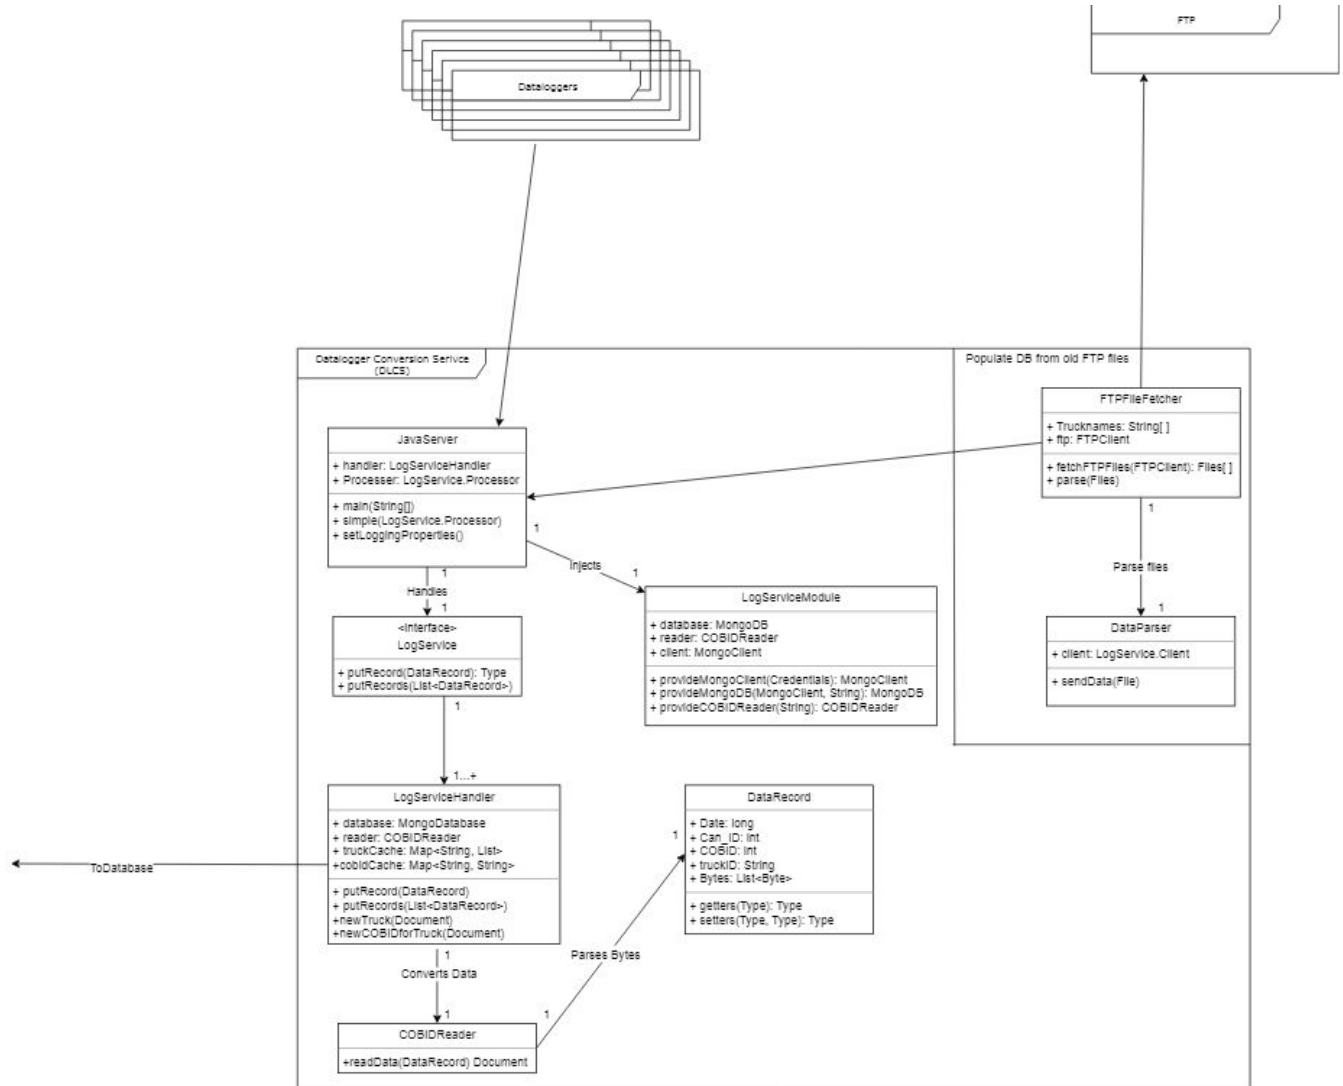 FTP
Dataloggers
Datalogger Conversion Serivce
(DLCS)
Populate DB from old FTP files
FTPFileFetcher
+ Trucknames: String[ ]
+ ftp: FTPClient
+ fetchFTPFiles(FTPClient): Files[ ]
+ parse(Files)
JavaServer
+ handler: LogServiceHandler
+ Processer: LogService.Processor
+ main(String[])
+ simple(LogService.Processor)
+ setLoggingProperties()
1
1
Injects
1
1
Handles
1
1
Parse files
1
<Interface>
LogService
+ putRecord(DataRecord): Type
+ putRecords(List<DataRecord>)
LogServiceModule
+ database: MongoDB
+ reader: COBIDReader
+ client: MongoClient
+ provideMongoClient(Credentials): MongoClient
+ provideMongoDB(MongoClient, String): MongoDB
+ provideCOBIDReader(String): COBIDReader
DataParser
+ client: LogService.Client
+ sendData(File)
1
1...+
LogServiceHandler
+ database: MongoDatabase
+ reader: COBIDReader
+ truckCache: Map<String, List>
+cobidCache: Map<String, String>
+ putRecord(DataRecord)
+ putRecords(List<DataRecord>)
+newTruck(Document)
+newCOBIDforTruck(Document)
ToDatabase
DataRecord
+ Date: long
+ Can_ID: int
+ COBID: int
+ truckID: String
+ Bytes: List<Byte>
+ getters(Type): Type
+ setters(Type, Type): Type
1
Parses Bytes
1
Converts Data
1
1
COBIDReader
+readData(DataRecord) Document